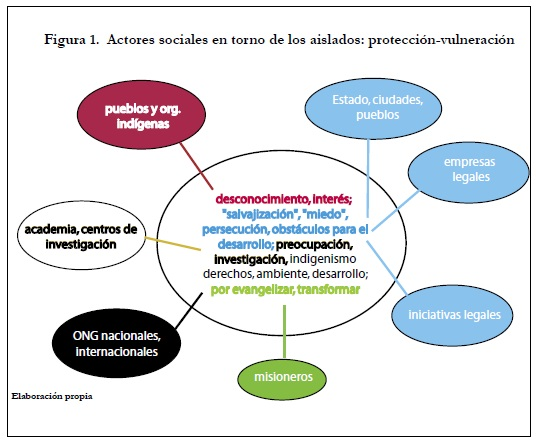 Figura 1. Actores sociales en torno de los aislados: protección-vulneración
pueblos y org.
indígenas
Estado, ciudades,
pueblos
empresas
legales
academia, centros de
investigación
desconocimiento, interés;
"salvajización", "miedo",
persecución, obstáculos para el
desarrollo; preocupación,
investigación, indigenismo
derechos, ambiente, desarrollo;
por evangelizar, transformar
iniciativas legales
ONG nacionales,
internacionales
misioneros
Elaboración propia